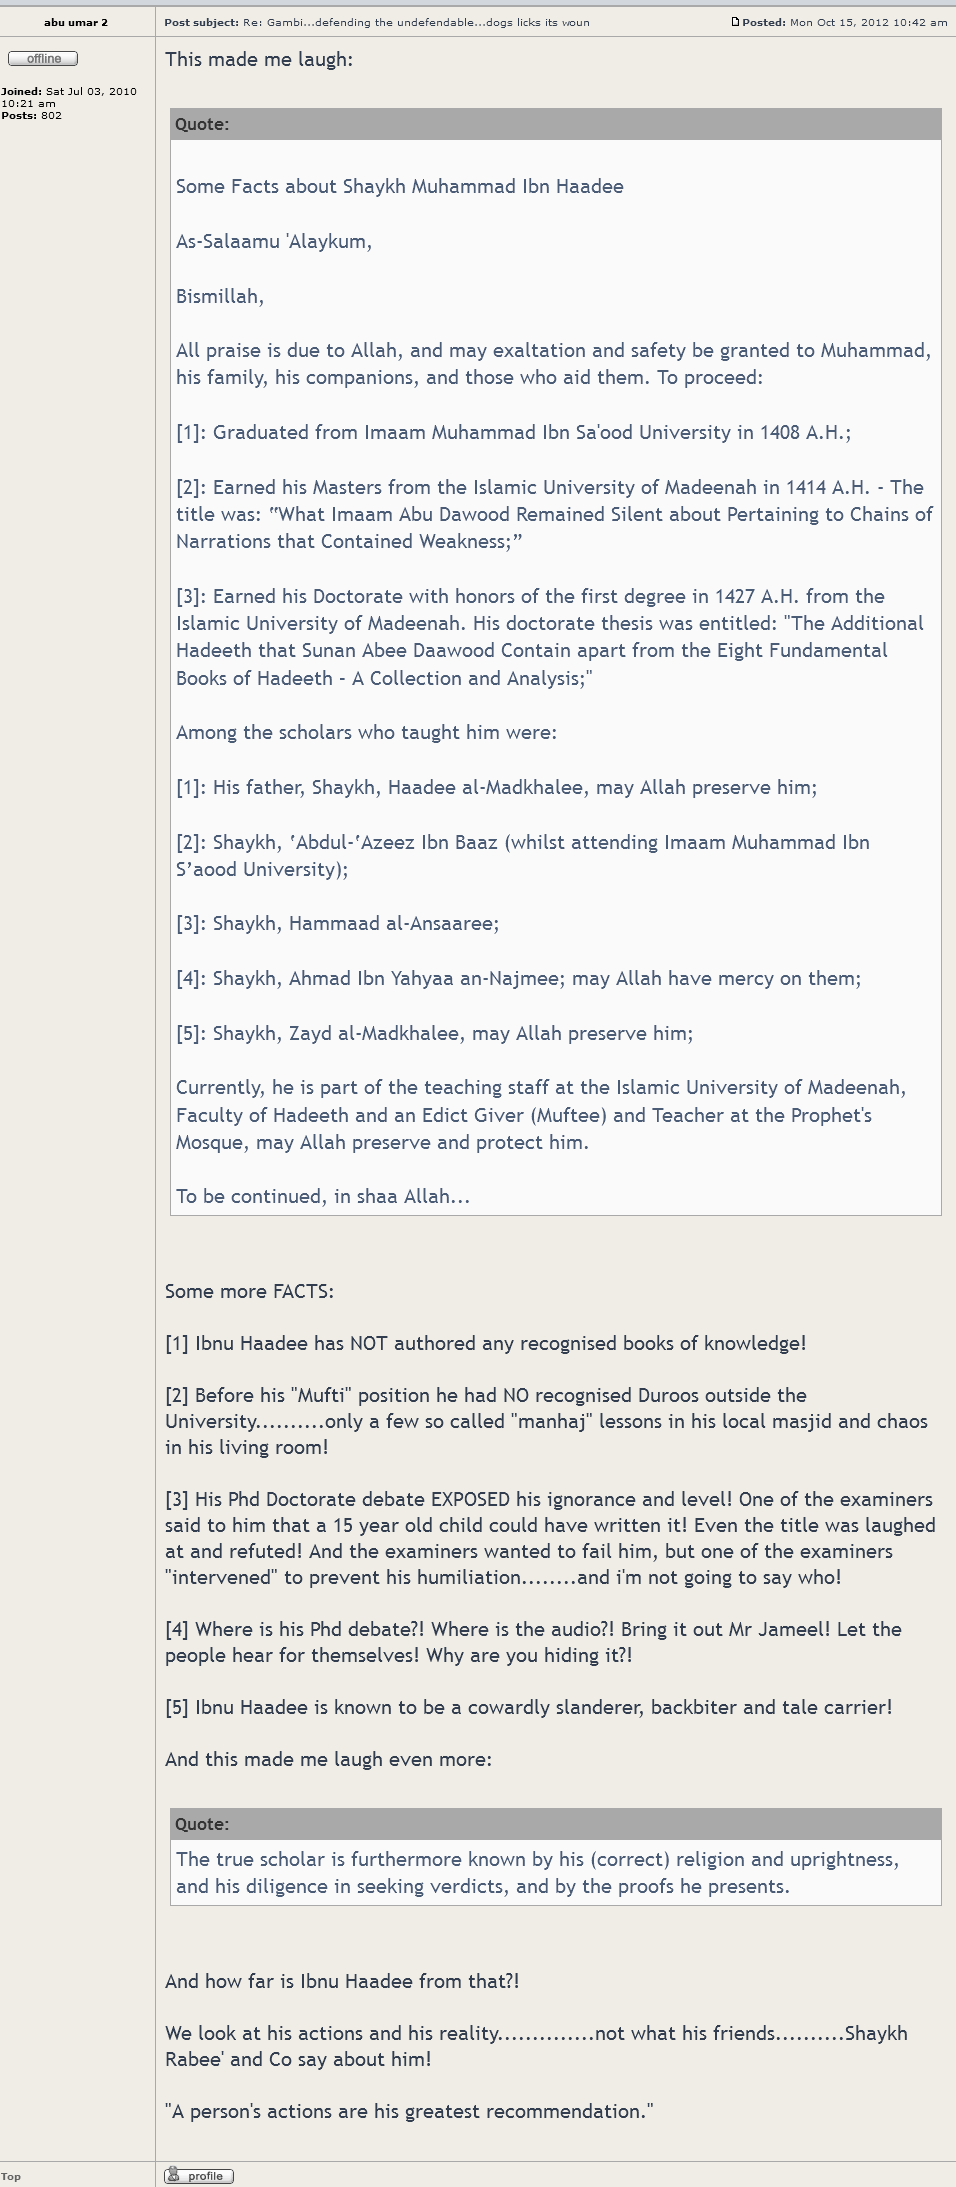 abu umar 2
Post subject: Re: Gambi...defending the undefendable...dogs licks its woun
Posted: Mon Oct 15, 2012 10:42 am
offline
Joined: Sat Jul 03, 2010
10:21 am
Posts: 802
This made me laugh:
Quote:
Some Facts about Shaykh Muhammad Ibn Haadee
As-Salaamu 'Alaykum,
Bismillah,
All praise is due to Allah, and may exaltation and safety be granted to Muhammad,
his family, his companions, and those who aid them. To proceed:
[1]: Graduated from Imaam Muhammad Ibn Sa'ood University in 1408 A.H.;
[2]: Earned his Masters from the Islamic University of Madeenah in 1414 A.H. - The
title was: “What Imaam Abu Dawood Remained Silent about Pertaining to Chains of
Narrations that Contained Weakness;”
[3]: Earned his Doctorate with honors of the first degree in 1427 A.H. from the
Islamic University of Madeenah. His doctorate thesis was entitled: "The Additional
Hadeeth that Sunan Abee Daawood Contain apart from the Eight Fundamental
Books of Hadeeth - A Collection and Analysis;"
Among the scholars who taught him were:
[1]: His father, Shaykh, Haadee al-Madkhalee, may Allah preserve him;
[2]: Shaykh, ‘Abdul-‘Azeez Ibn Baaz (whilst attending Imaam Muhammad Ibn
S’aood University);
[3]: Shaykh, Hammaad al-Ansaaree;
[4]: Shaykh, Ahmad Ibn Yahyaa an-Najmee; may Allah have mercy on them;
[5]: Shaykh, Zayd al-Madkhalee, may Allah preserve him;
Currently, he is part of the teaching staff at the Islamic University of Madeenah,
Faculty of Hadeeth and an Edict Giver (Muftee) and Teacher at the Prophet's
Mosque, may Allah preserve and protect him.
To be continued, in shaa Allah...
Some more FACTS:
[1] Ibnu Haadee has NOT authored any recognised books of knowledge!
[2] Before his "Mufti" position he had NO recognised Duroos outside the
University..........only a few so called "manhaj" lessons in his local masjid and chaos
in his living room!
[3] His Phd Doctorate debate EXPOSED his ignorance and level! One of the examiners
said to him that a 15 year old child could have written it! Even the title was laughed
at and refuted! And the examiners wanted to fail him, but one of the examiners
"intervened" to prevent his humiliation........and i'm not going to say who!
[4] Where is his Phd debate?! Where is the audio?! Bring it out Mr Jameel! Let the
people hear for themselves! Why are you hiding it?!
[5] Ibnu Haadee is known to be a cowardly slanderer, backbiter and tale carrier!
And this made me laugh even more:
Quote:
The true scholar is furthermore known by his (correct) religion and uprightness,
and his diligence in seeking verdicts, and by the proofs he presents.
And how far is Ibnu Haadee from that?!
We look at his actions and his reality..............not what his friends..........Shaykh
Rabee' and Co say about him!
"A person's actions are his greatest recommendation."
Top
profile